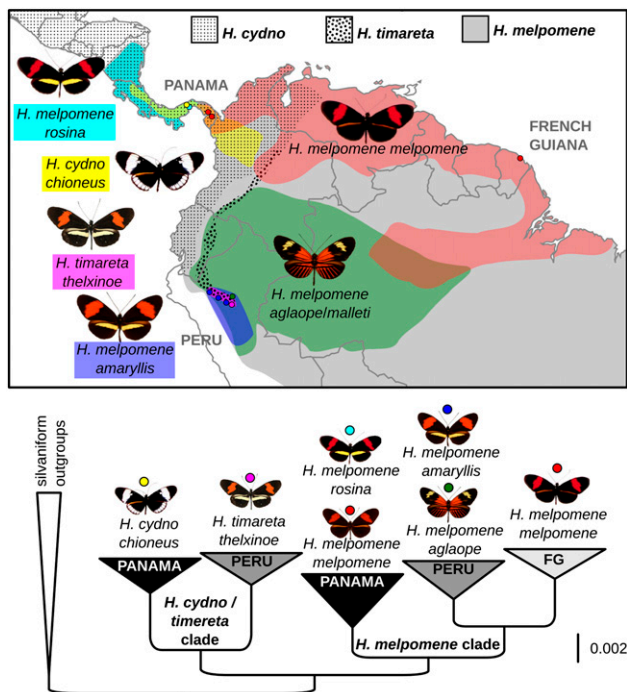 H. cydno
H. timareta
H. melpomene
PANAMA
H. melpomene
rosina
H. melpomene melpomene
FRENCH
GUIANA
H. cydno
chioneus
H. timareta
thelxinoe
H. melpomene
aglaope/malleti
PERU
H. melpomene
amaryllis
silvaniform
outgroups
H. cydno
chioneus
H. timareta
thelxinoe
H. melpomene
rosina
H. melpomene
melpomene
H. melpomene
amaryllis
H. melpomene
aglaope
H. melpomene
melpomene
PANAMA
PERU
PANAMA
PERU
FG
H. cydno /
timereta
clade
H. melpomene clade
0.002